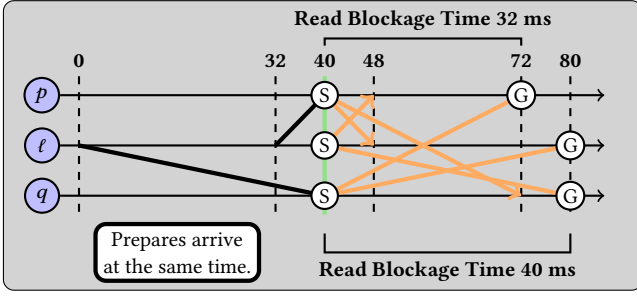 Read Blockage Time 32 ms
0 32 40 48 72 80
p S G
ℓ S G
q S G
Prepares arrive
at the same time.
Read Blockage Time 40 ms